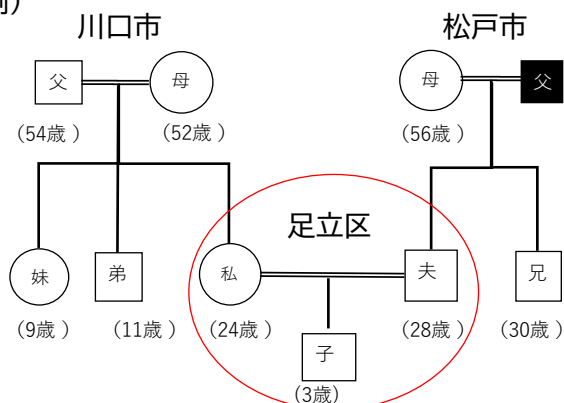 例)
川口市
松戸市
父
母
母
父
(54歳 )
(52歳 )
(56歳 )
足立区
妹
弟
私
夫
兄
(9歳 )
(11歳 )
(24歳 )
(28歳 )
(30歳 )
子
(3歳)